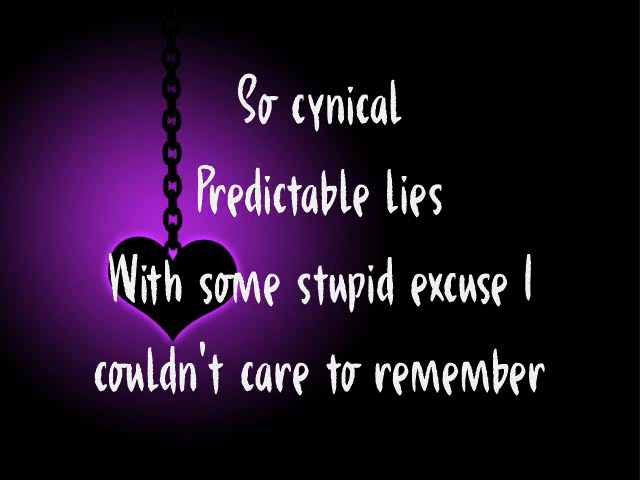 So cynical
Predictable lies
With some stupid excuse I
couldn't care to remember